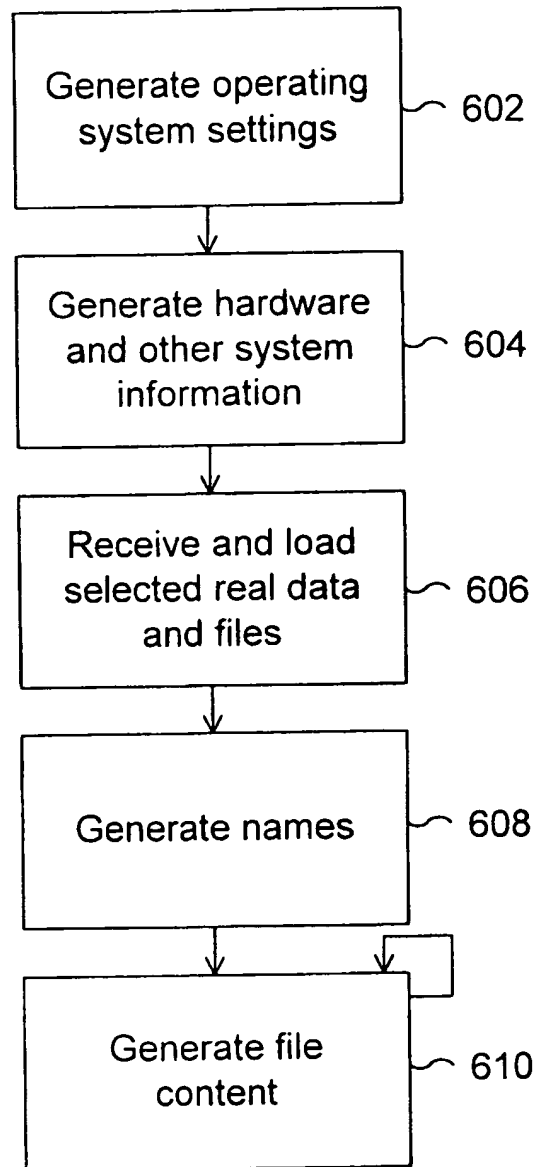 Generate operating
system settings
602
Generate hardware
and other system
information
604
Receive and load
selected real data
and files
606
Generate names
608
Generate file
content
610